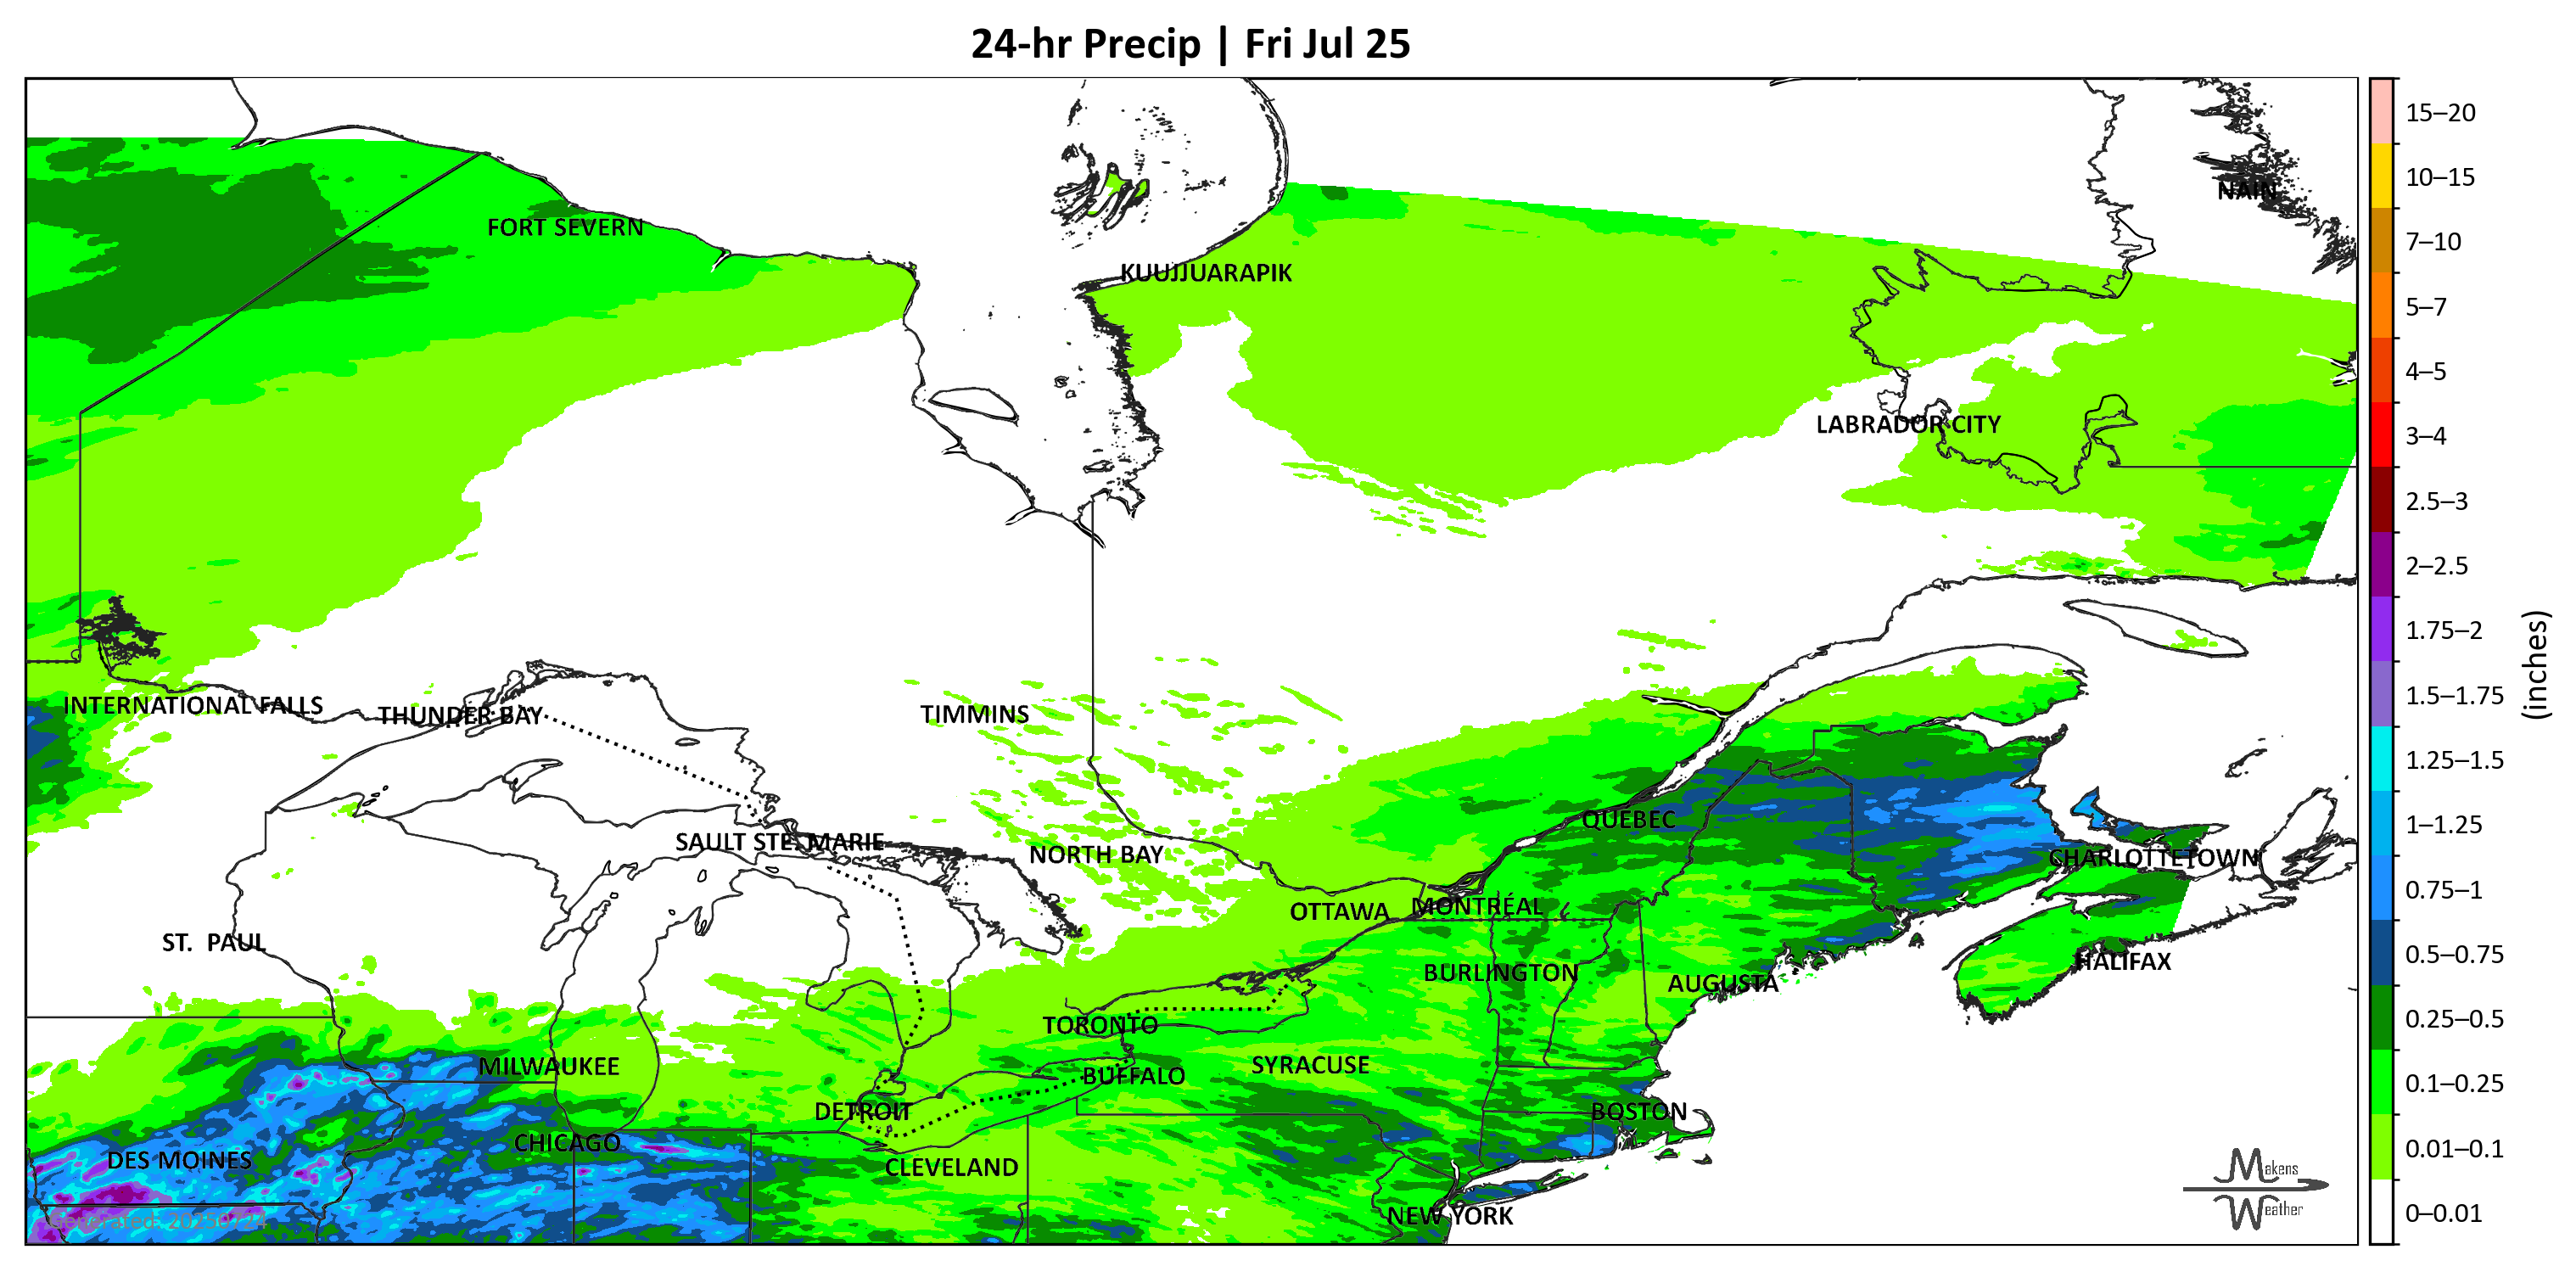 24-hr Precip | Fri Jul 25
15–20
10–15
NAIN
FORT SEVERN
7–10
KUUJJUARAPIK
5–7
4–5
LABRADOR CITY
3–4
2.5–3
2–2.5
1.75–2
(inches)
INTERNATIONAL FALLS
THUNDER BAY
TIMMINS
1.5–1.75
1.25–1.5
QUEBEC
1–1.25
SAULT STE. MARIE
NORTH BAY
CHARLOTTETOWN
0.75–1
OTTAWA
MONTRÉAL
ST. PAUL
HALIFAX
0.5–0.75
BURLINGTON
AUGUSTA
TORONTO
0.25–0.5
MILWAUKEE
BUFFALO
SYRACUSE
0.1–0.25
DETROIT
BOSTON
CHICAGO
0.01–0.1
DES MOINES
CLEVELAND
Makens
Weather
NEW YORK
0–0.01
Generated: 20250724